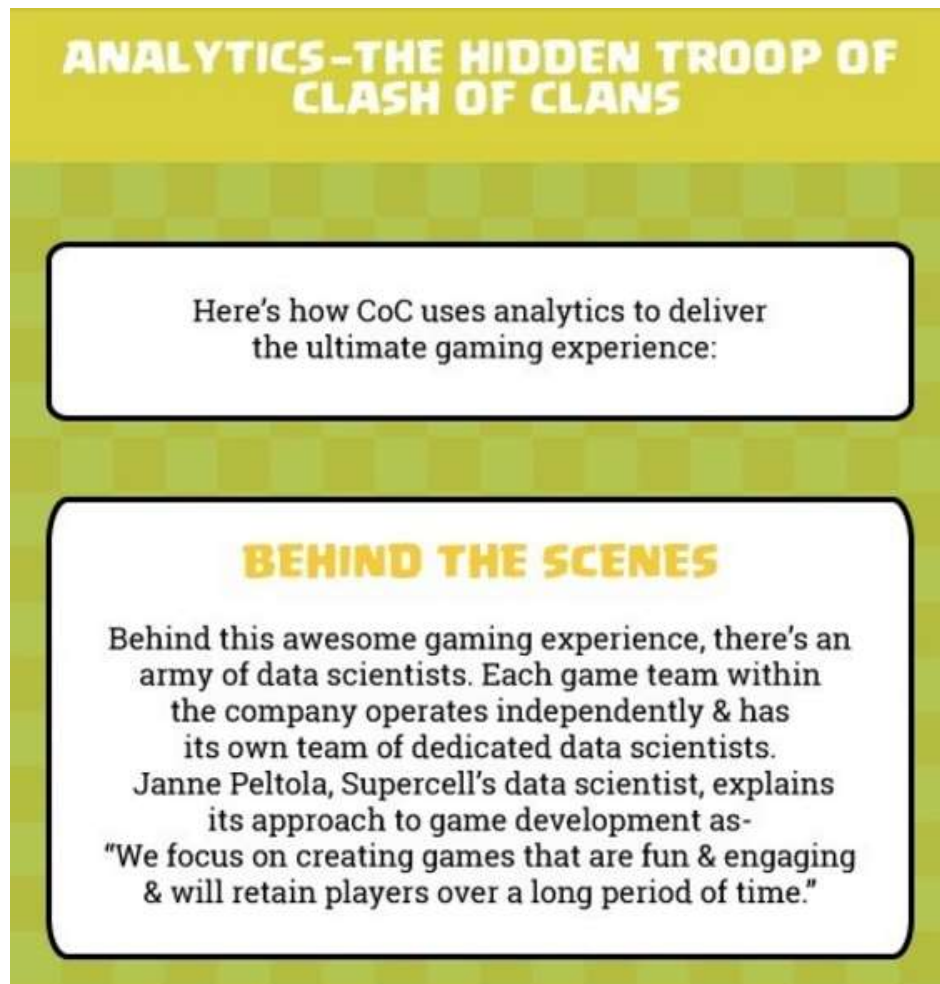 ANALYTICS-THE HIDDEN TROOP OF
CLASH OF CLANS
Here's how CoC uses analytics to deliver
the ultimate gaming experience:
BEHIND THE SCENES
Behind this awesome gaming experience, there's an
army of data scientists. Each game team within
the company operates independently & has
its own team of dedicated data scientists.
Janne Peltola, Supercell's data scientist, explains
its approach to game development as-
“We focus on creating games that are fun & engaging
& will retain players over a long period of time.”